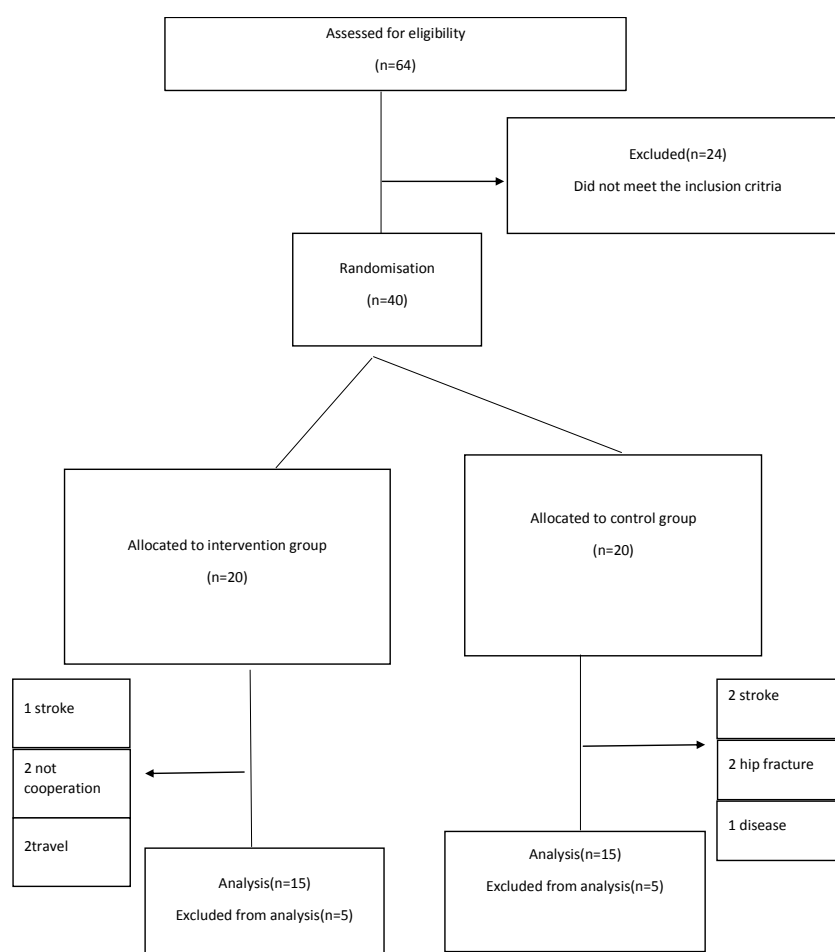 Assessed for eligibility
(n=64)
Excluded(n=24)
Did not meet the inclusion critria
Randomisation
(n=40)
Allocated to intervention group
(n=20)
Allocated to control group
(n=20)
1 stroke
2 not
cooperation
2travel
2 stroke
2 hip fracture
1 disease
Analysis(n=15)
Excluded from analysis(n=5)
Analysis(n=15)
Excluded from analysis(n=5)